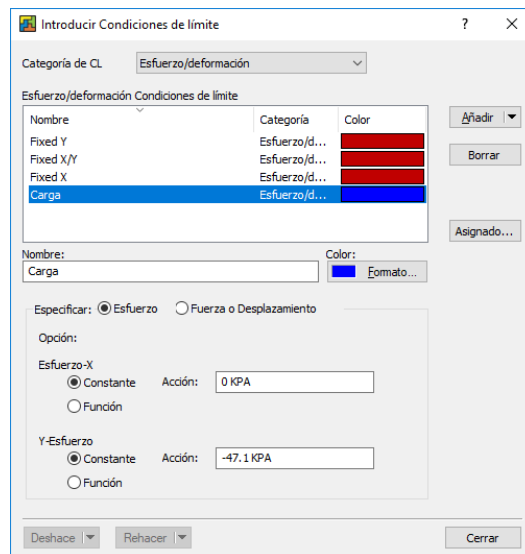 Introducir Condiciones de límite
?
Categoría de CL
Esfuerzo/deformación
Esfuerzo/deformación Condiciones de límite
Nombre Categoría Color
Fixed Y Esfuerzo/d...
Fixed X/Y Esfuerzo/d...
Fixed X Esfuerzo/d...
Carga Esfuerzo/d...
Añadir
Borrar
Asignado...
Nombre:
Color:
Carga
Formato...
Especificar: Esfuerzo Fuerza o Desplazamiento
Opción:
Esfuerzo-X
Constante Acción: 0 KPA
Función
Y-Esfuerzo
Constante Acción: -47.1 KPA
Función
Deshace Rehacer Cerrar